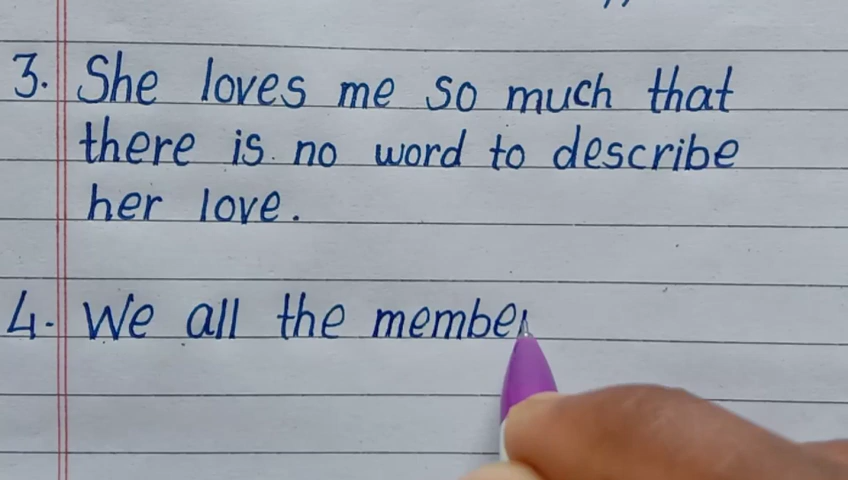 3. She loves me so much that
there is no word to describe
her love.
4. We all the member